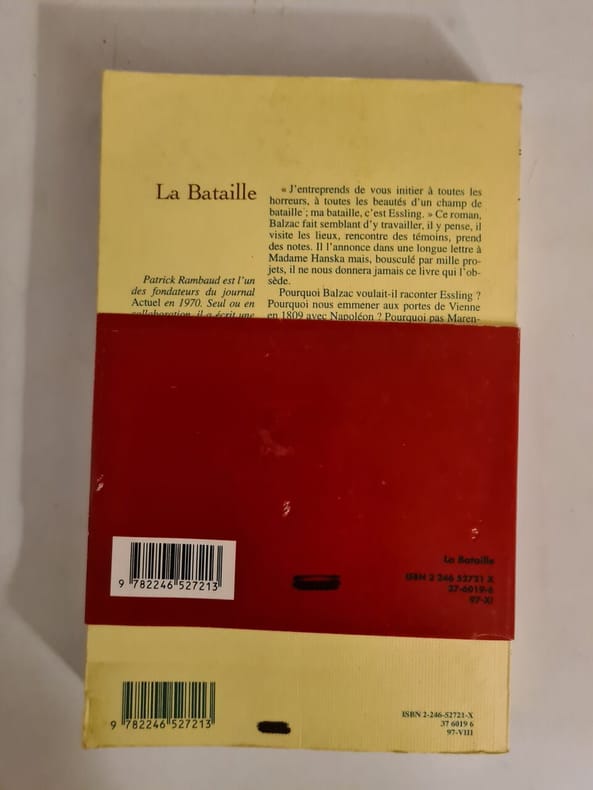 La Bataille
« J'entreprends de vous initier à toutes les
horreurs, à toutes les beautés d'un champ de
bataille ; ma bataille, c'est Essling. » Ce roman,
Balzac fait semblant d'y travailler, il y pense, il
visite les lieux, rencontre des témoins, prend
des notes. Il l'annonce dans une longue lettre à
Madame Hanska mais, bousculé par mille pro-
jets, il ne nous donnera jamais ce livre qui l'ob-
sède.
Pourquoi Balzac voulait-il raconter Essling ?
Pourquoi nous emmener aux portes de Vienne
en 1809 avec Napoléon ? Pourquoi pas Maren-
Patrick Rambaud est l'un
des fondateurs du journal
Actuel en 1970. Seul ou en
collaboration, il a écrit une
La Bataille
ISBN 2 246 52721 X
37-6019-6
97-XI
9 782246 527213
9 782246 527213
ISBN 2-246-52721-X
37 6019 6
97-VIII